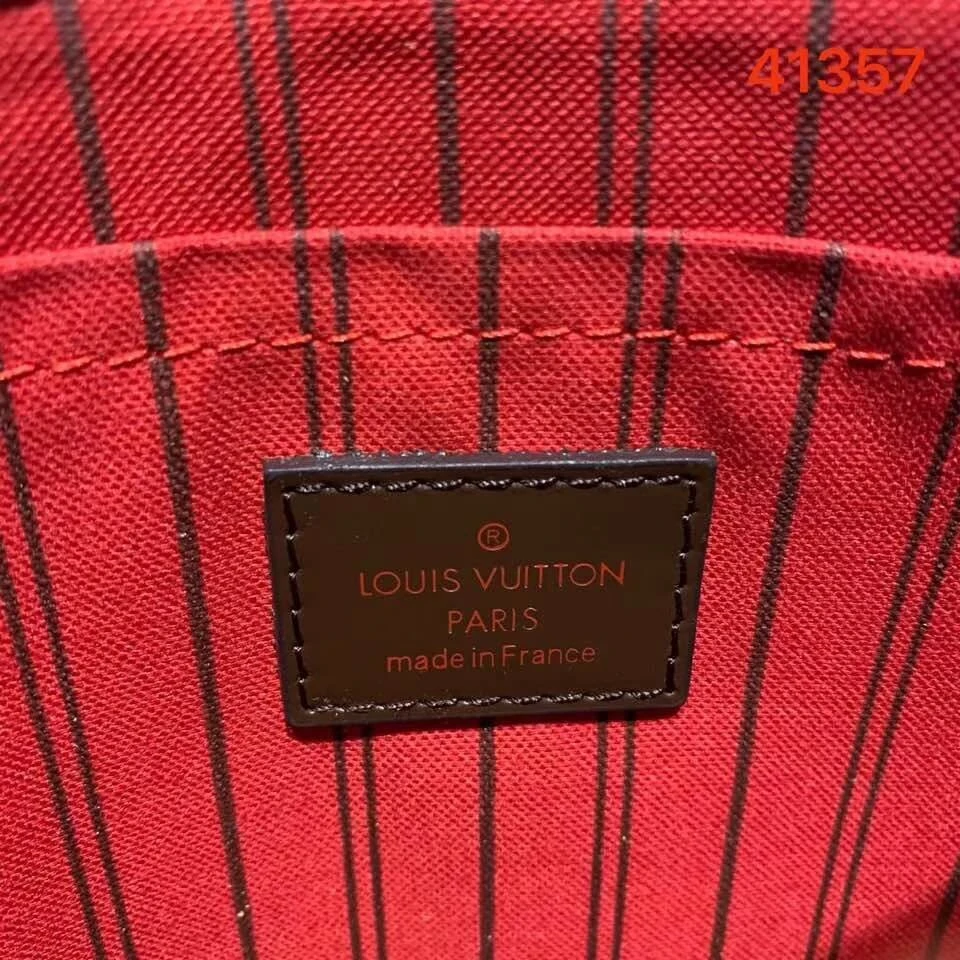 41357
®
LOUIS VUITTON
PARIS
made in France